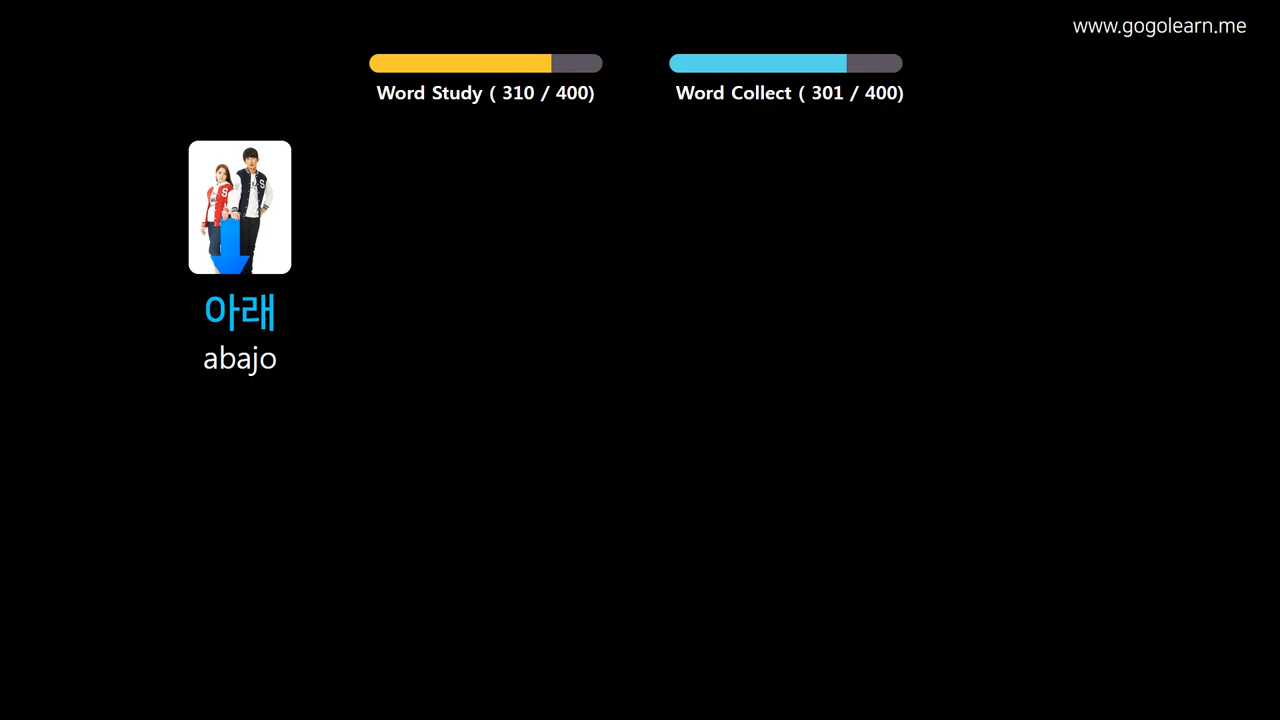 www.gogolearn.me
Word Study ( 310 / 400)
Word Collect ( 301 / 400)
S
S
아래
abajo